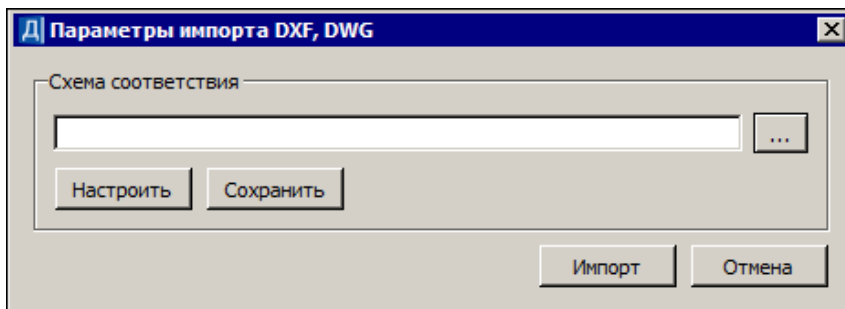 Д Параметры импорта DXF, DWG
Схема соответствия
...
Настроить Сохранить
Импорт Отмена